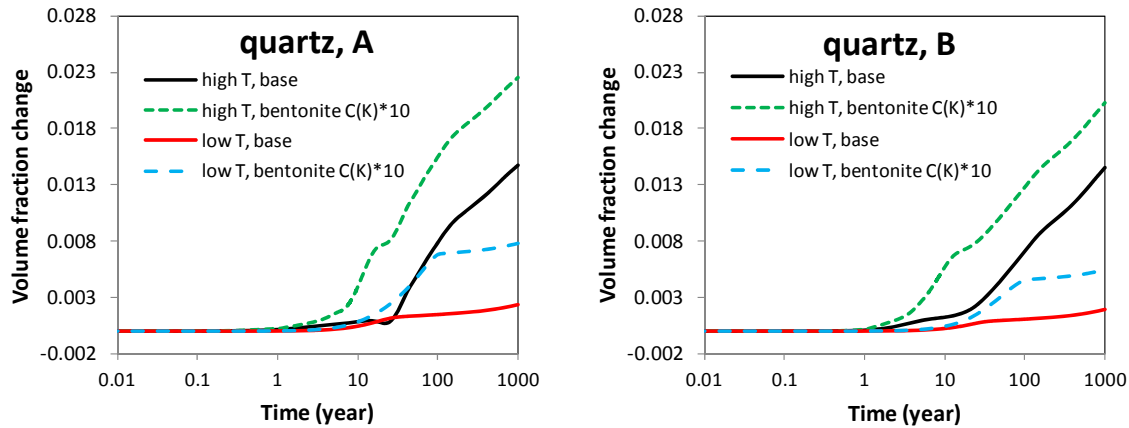 quartz, A
high T, base
high T, bentonite C(K)*10
low T, base
low T, bentonite C(K)*10
0.028
0.023
0.018
0.013
0.008
0.003
-0.002
Volume fraction change
0.01
0.1
1
10
100
1000
Time (year)
quartz, B
high T, base
high T, bentonite C(K)*10
low T, base
low T, bentonite C(K)*10
0.028
0.023
0.018
0.013
0.008
0.003
-0.002
Volume fraction change
0.01
0.1
1
10
100
1000
Time (year)